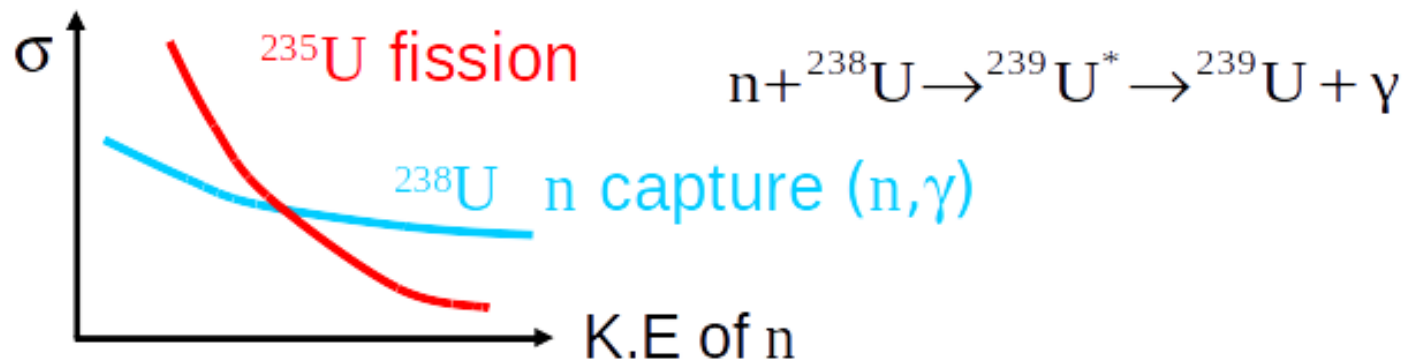 σ
²³⁵U fission
n+²³⁸U→²³⁹U*→²³⁹U+γ
²³⁸U n capture (n,γ)
K.E of n